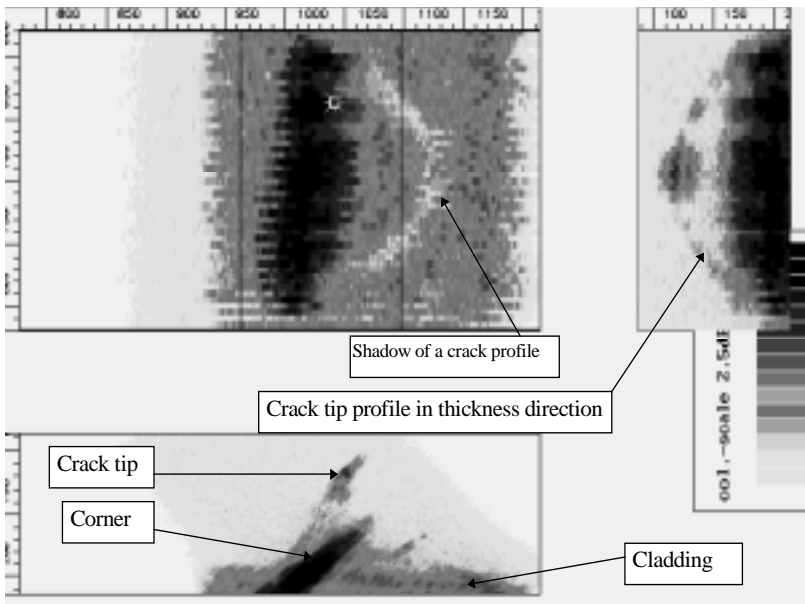 800 850 900 950 1000 1050 1100 1150
100 150
Shadow of a crack profile
Crack tip profile in thickness direction
col.-scale 2.5dB
Crack tip
Corner
Cladding